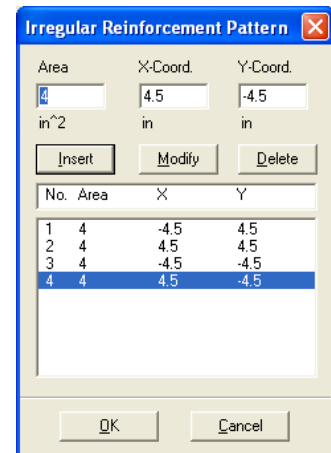 Irregular Reinforcement Pattern
Area X-Coord. Y-Coord.
4 4.5 -4.5
in^2 in in
Insert Modify Delete
No. Area X Y
1 4 -4.5 4.5
2 4 4.5 4.5
3 4 -4.5 -4.5
4 4 4.5 -4.5
OK Cancel